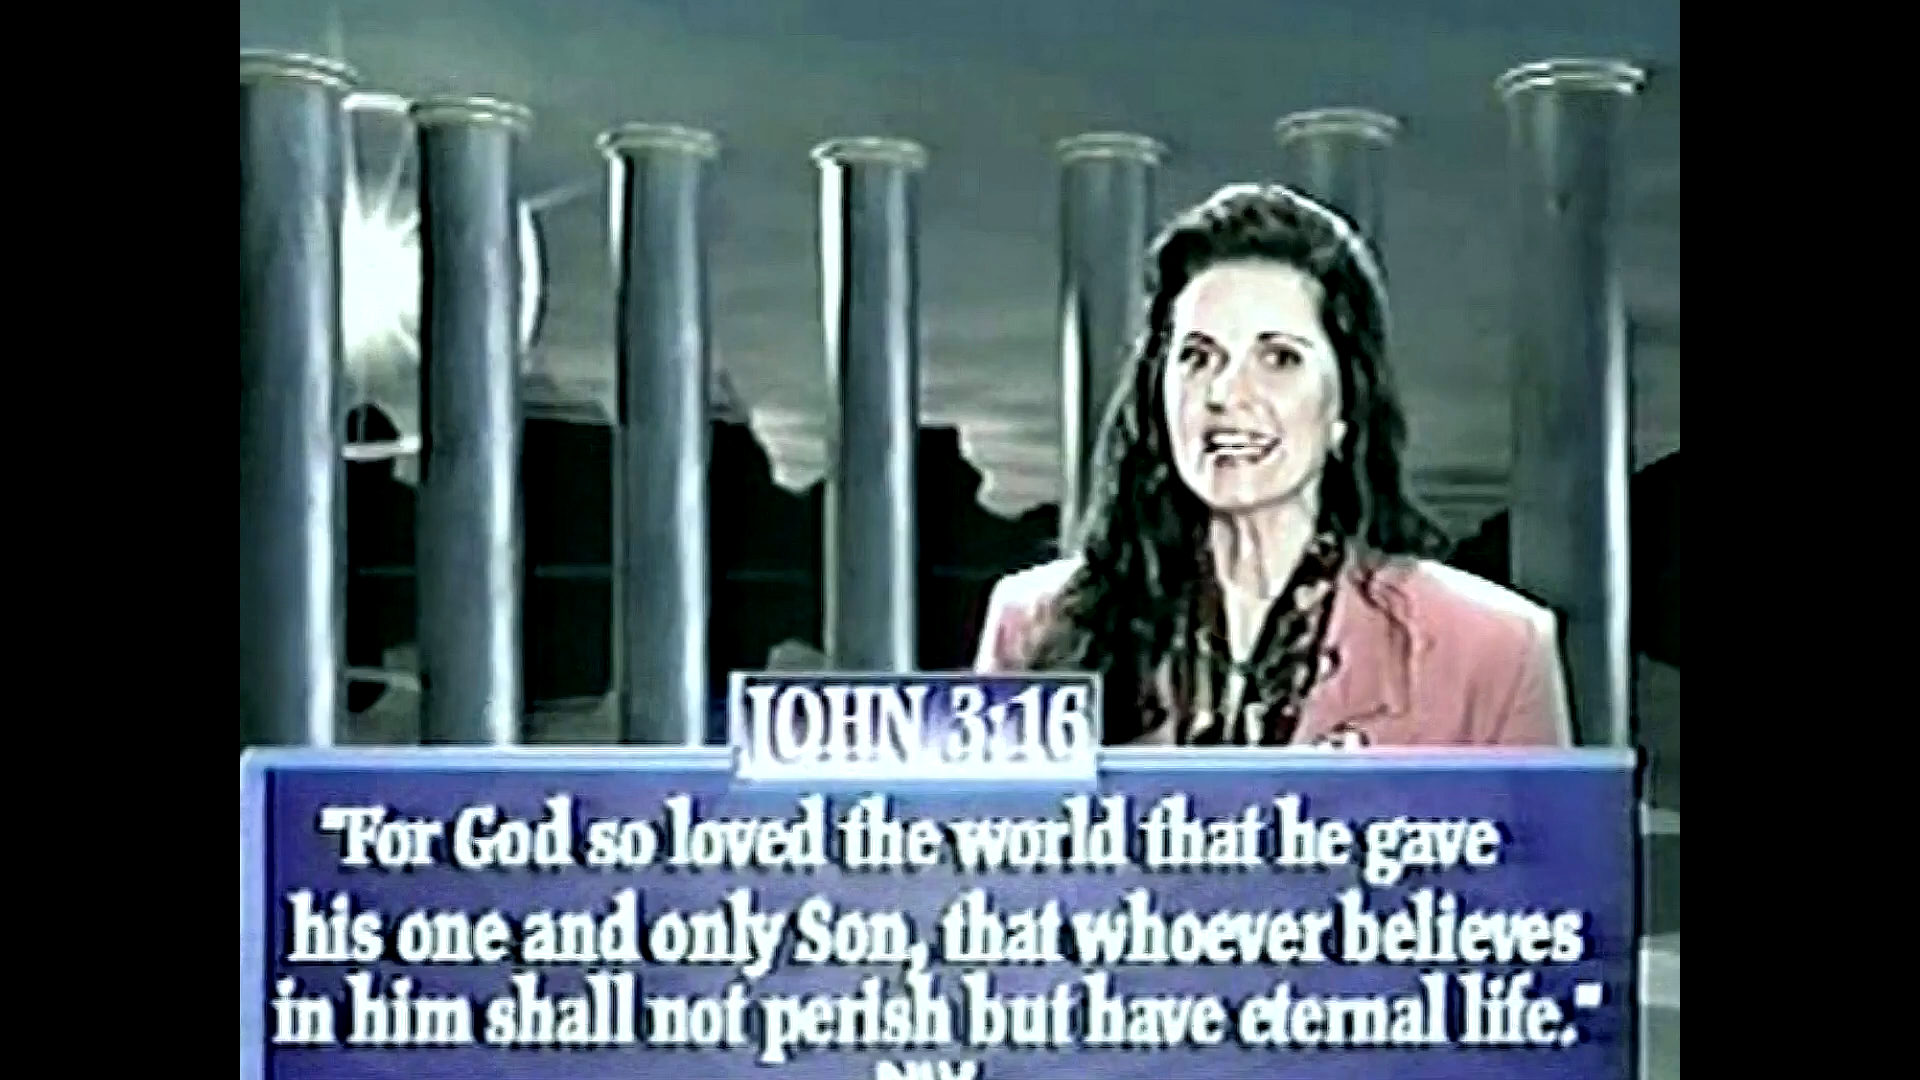 JOHN 3:16
"For God so loved the world that he gave
his one and only Son, that whoever believes
in him shall not perish but have eternal life."